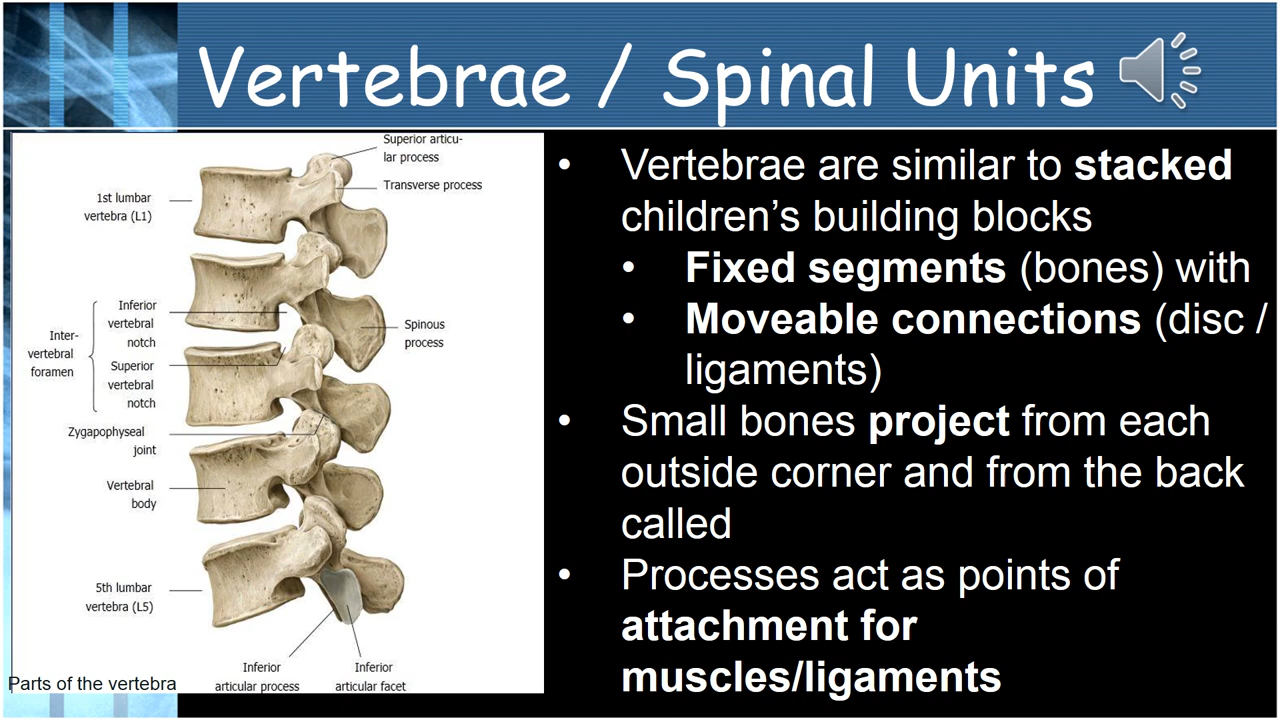 Vertebrae / Spinal Units
Superior articu-
lar process
Transverse process
1st lumbar
vertebra (L1)
Inferior
vertebral
notch
Inter-
vertebral
foramen
Superior
vertebral
notch
Spinous
process
Zygapophyseal
joint
Vertebral
body
5th lumbar
vertebra (L5)
Inferior
articular process
Inferior
articular facet
Parts of the vertebra
• Vertebrae are similar to stacked
children’s building blocks
• Fixed segments (bones) with
• Moveable connections (disc /
ligaments)
• Small bones project from each
outside corner and from the back
called
• Processes act as points of
attachment for
muscles/ligaments